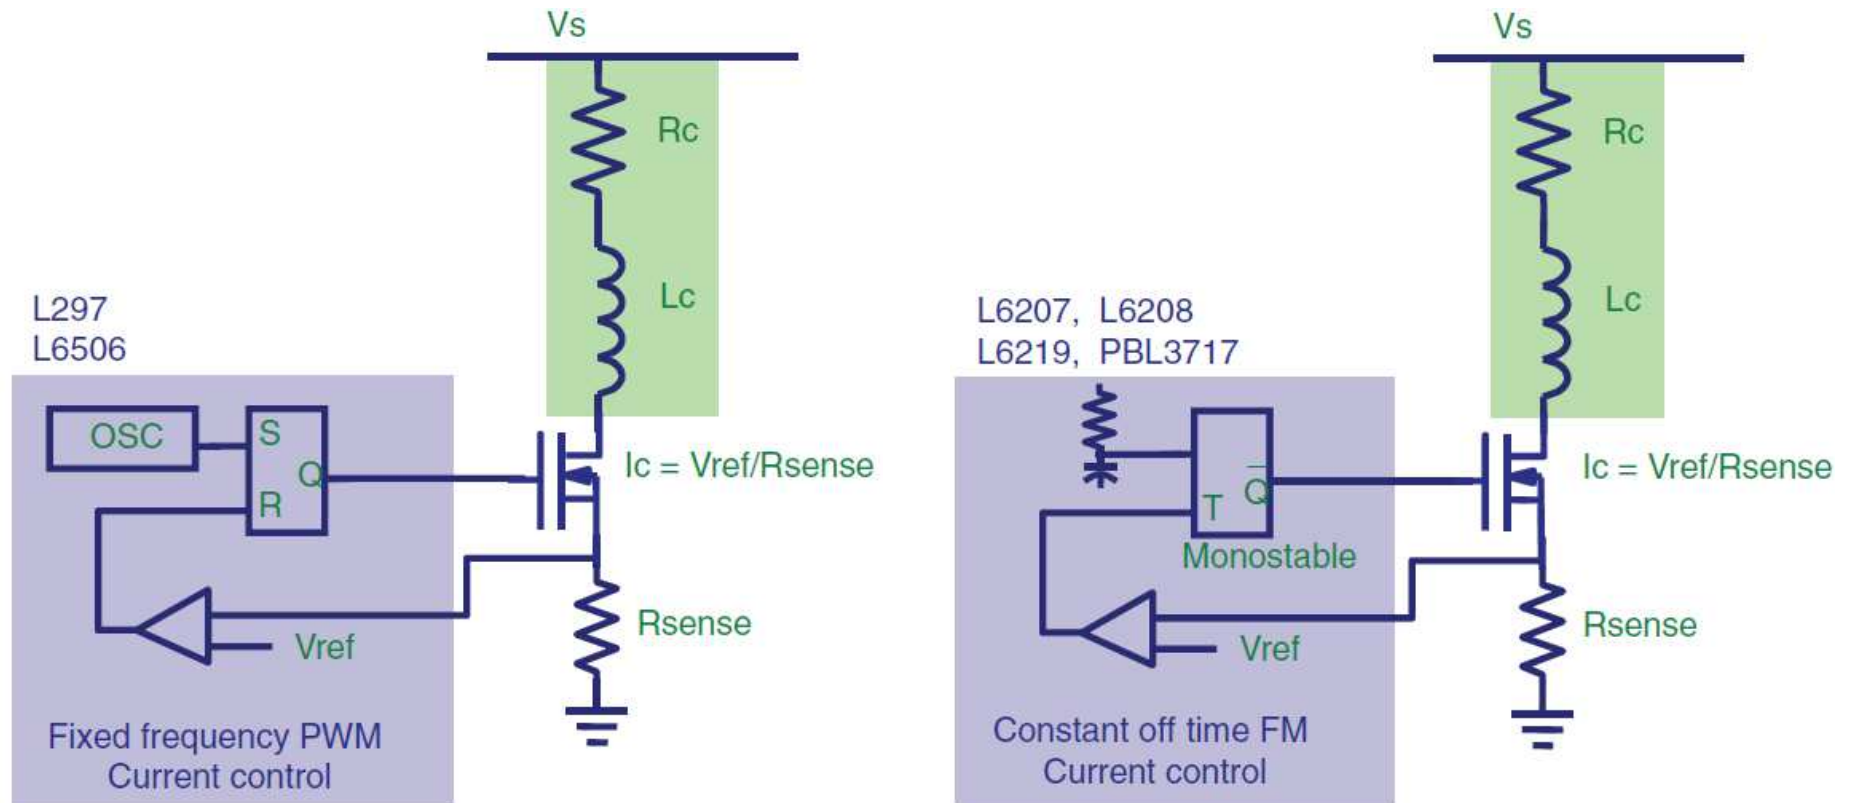 Vs
Rc
Lc
L297
L6506
OSC
S
Q
R
Ic = Vref/Rsense
Vref
Rsense
Fixed frequency PWM
Current control
Vs
Rc
Lc
L6207, L6208
L6219, PBL3717
T
Q̅
Monostable
Ic = Vref/Rsense
Vref
Rsense
Constant off time FM
Current control